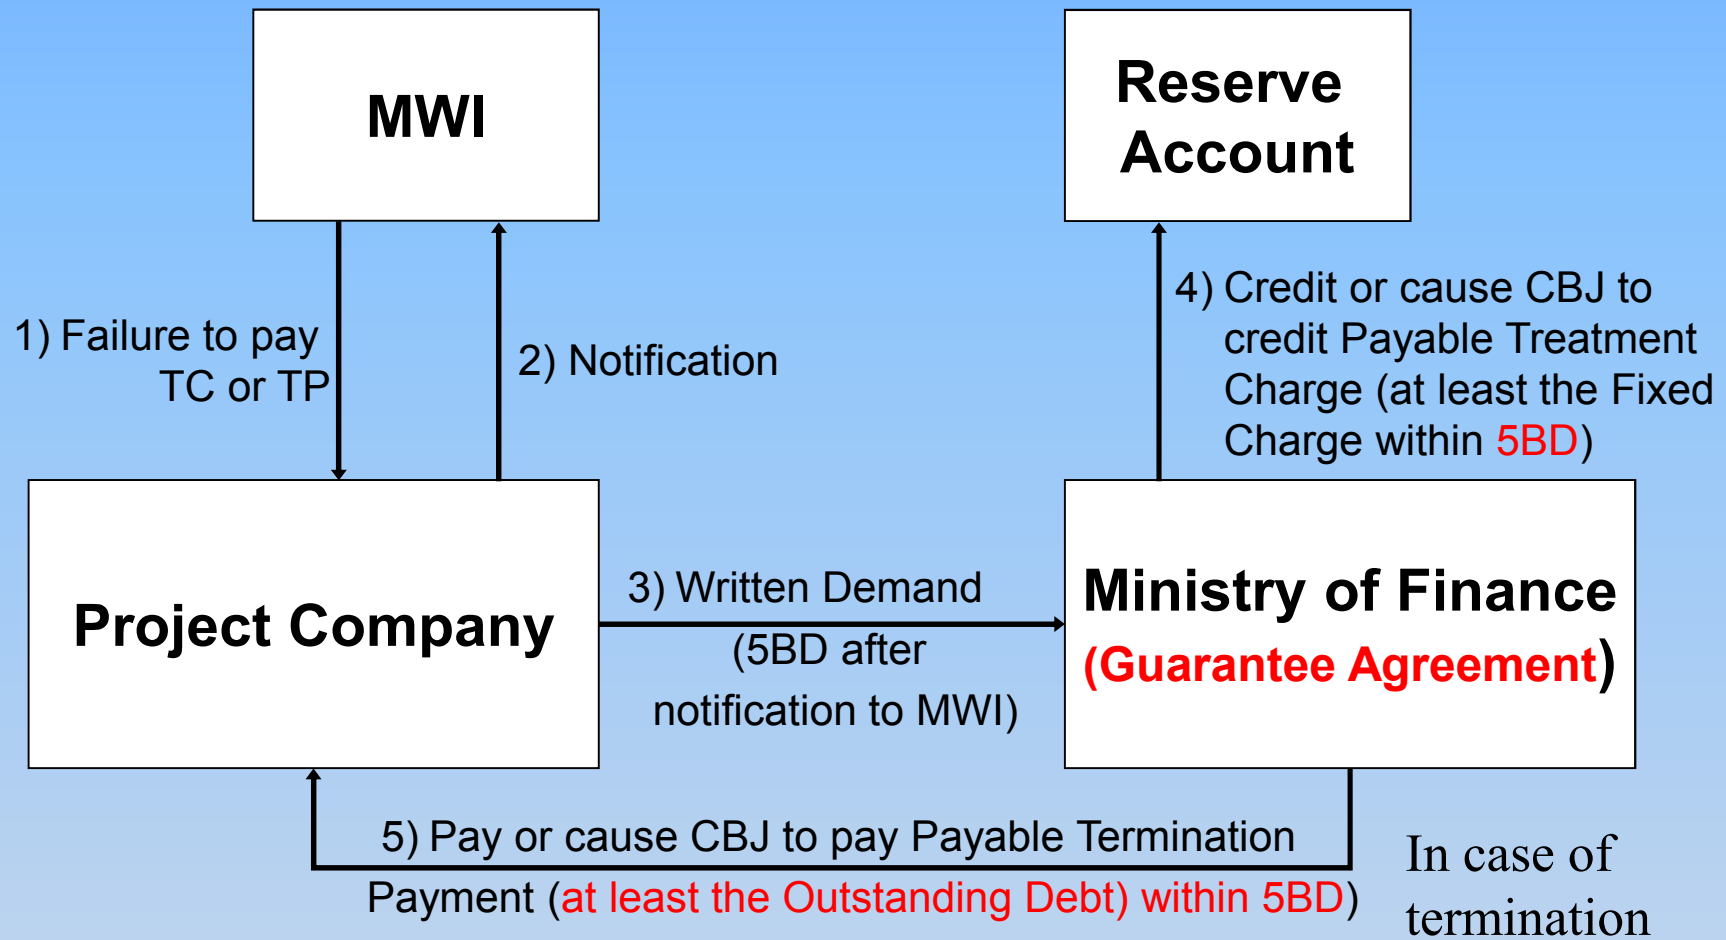 MWI
Reserve
Account
1) Failure to pay
TC or TP
2) Notification
4) Credit or cause CBJ to
credit Payable Treatment
Charge (at least the Fixed
Charge within 5BD)
Project Company
3) Written Demand
(5BD after
notification to MWI)
Ministry of Finance
(Guarantee Agreement)
5) Pay or cause CBJ to pay Payable Termination
Payment (at least the Outstanding Debt) within 5BD)
In case of
termination